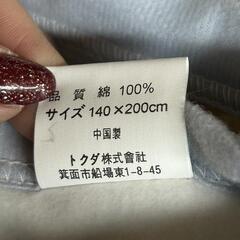 品質 綿 100%
サイズ 140×200cm
中国製
トクダ株式會社
箕面市船場東1-8-45